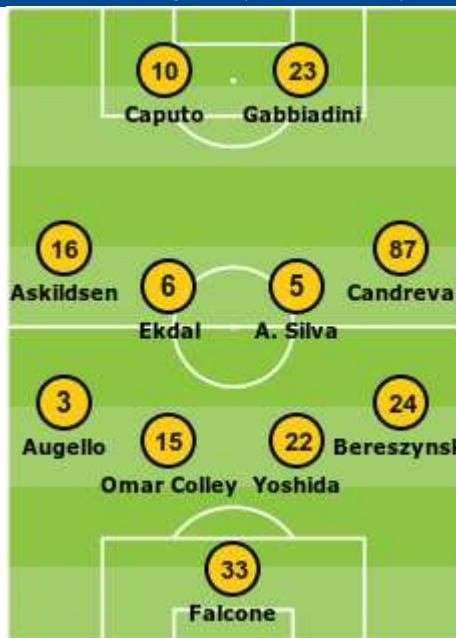 10 23
Caputo Gabbiadini
16 87
Askildsen Candreva
6 5
Ekdal A. Silva
3 24
Augello Bereszynsk
15 22
Omar Colley Yoshida
33
Falcone